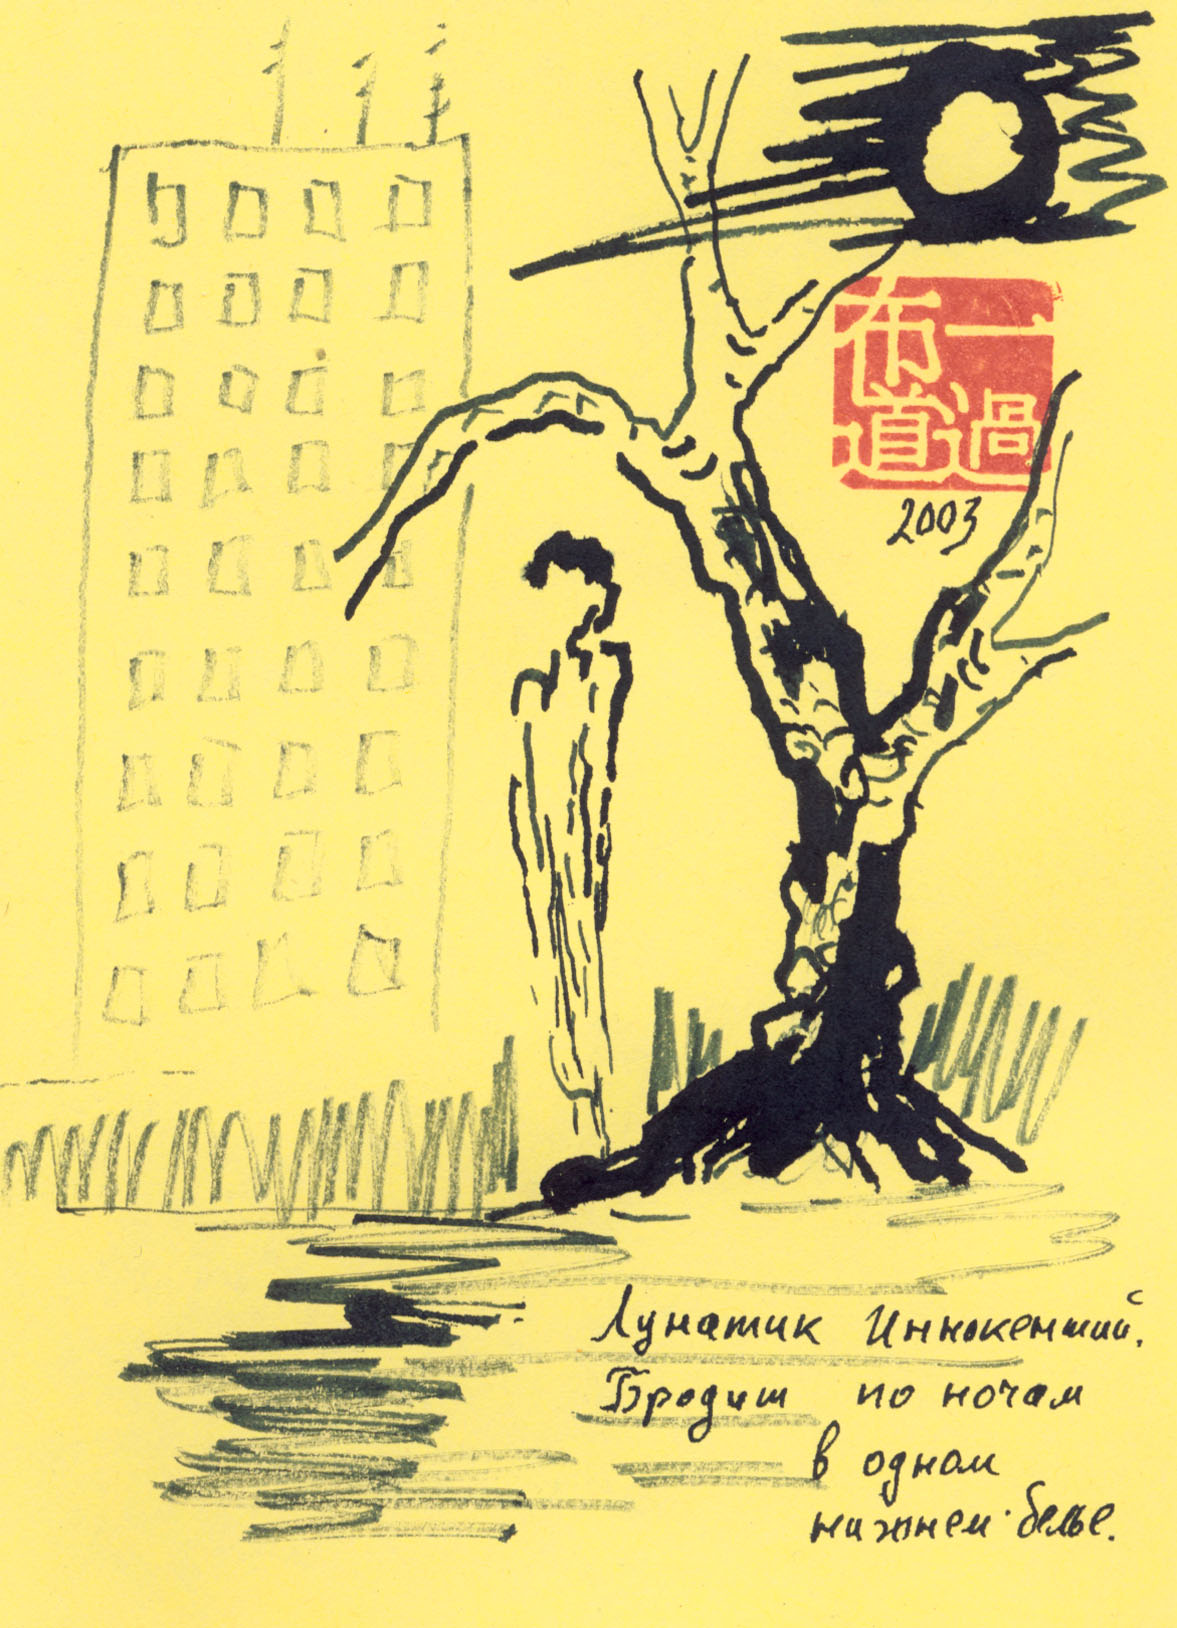 一過
布道
2003
Лунатик Иннокентий.
Бродит по ночам
в одном
нижнем белье.